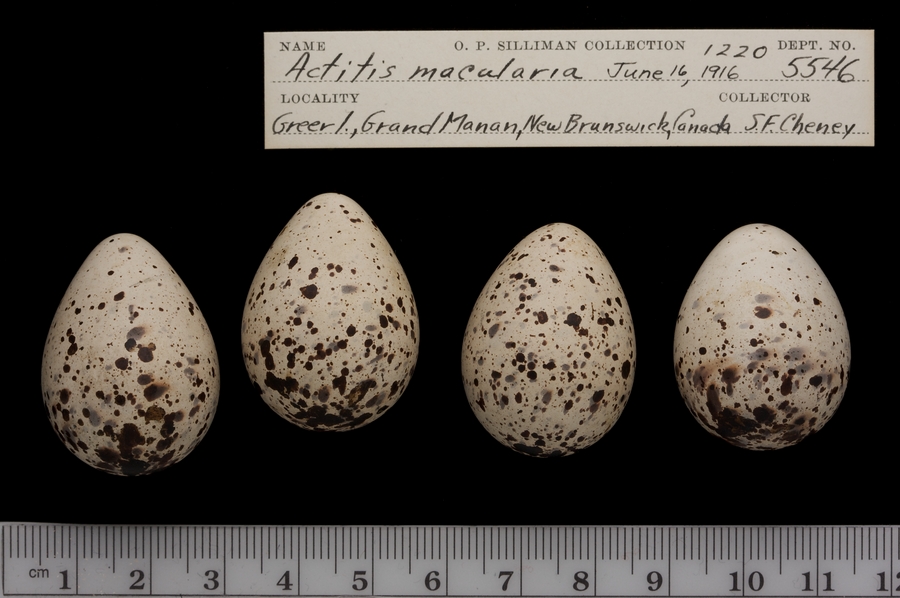 NAME O. P. SILLIMAN COLLECTION 1220 DEPT. NO.
Actitis macularia June 16, 1916 5546
LOCALITY COLLECTOR
Greer I., Grand Manan, New Brunswick, Canada S.F. Cheney
cm 1 2 3 4 5 6 7 8 9 10 11 12